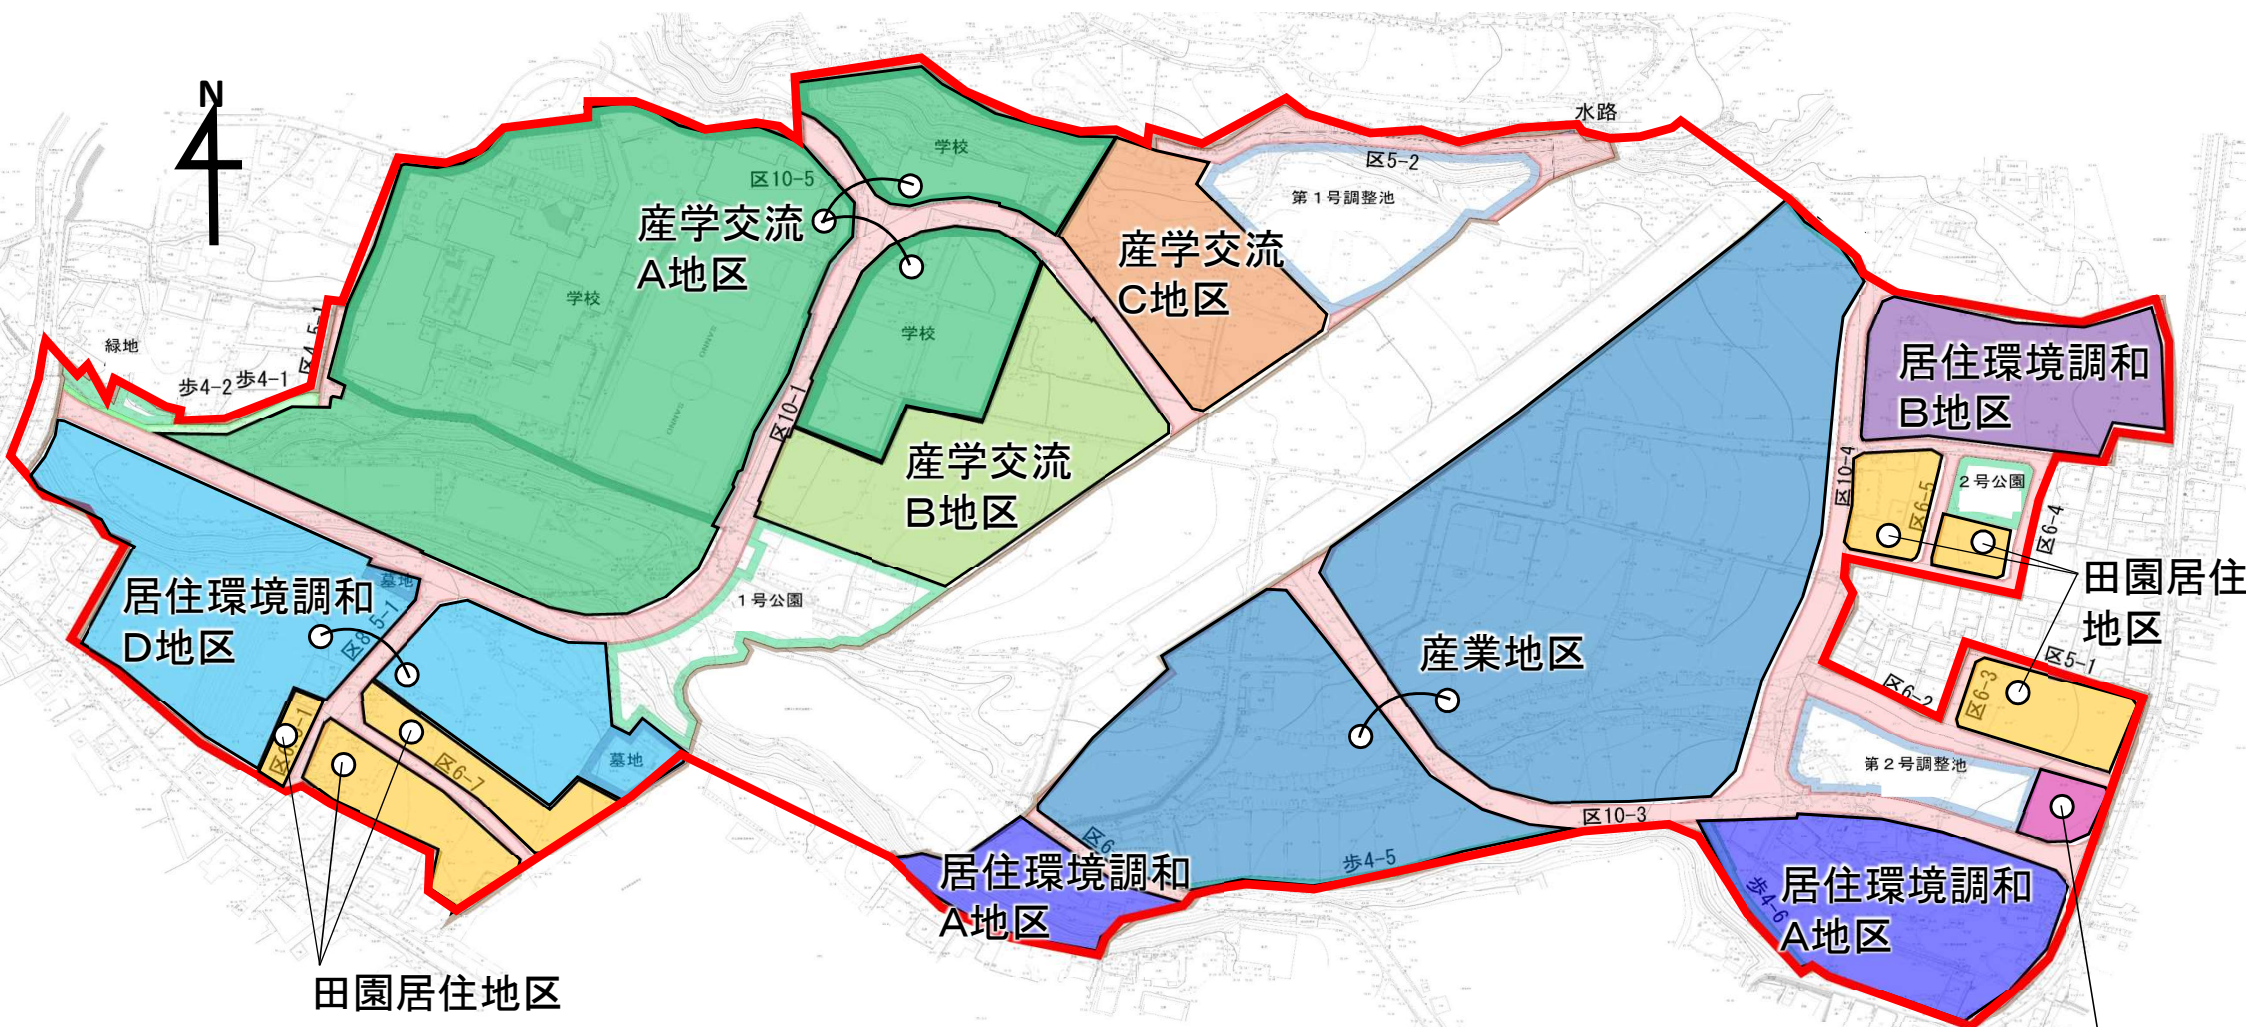 N
水路
学校
区5-2
区10-5
第１号調整池
産学交流
A地区
産学交流
C地区
学校
学校
緑地
区4.5-1
歩4-2
歩4-1
居住環境調和
B地区
区10-1
産学交流
B地区
区10-4
区6-5
２号公園
区6-4
田園居住
地区
墓地
居住環境調和
D地区
区8.5-1
１号公園
産業地区
区5-1
区6-3
区6-2
区6-7
墓地
第２号調整池
区10-3
歩4-5
居住環境調和
A地区
歩4-6
居住環境調和
A地区
田園居住地区